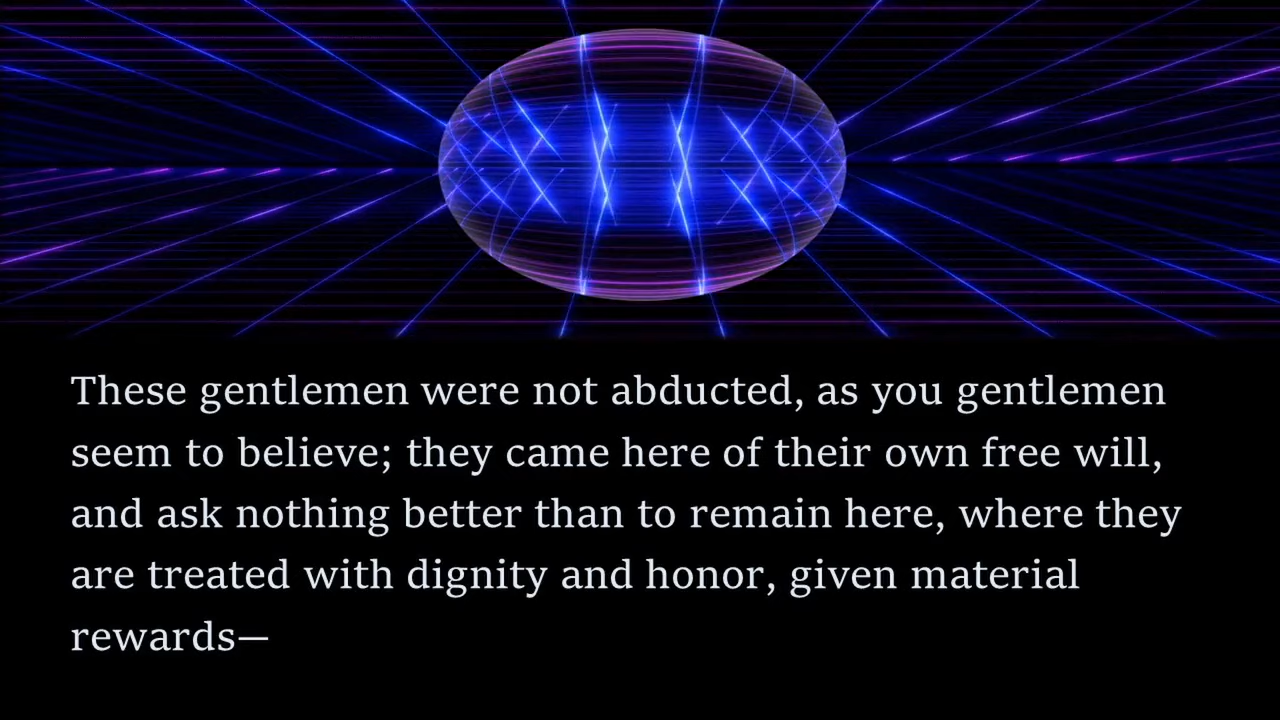 These gentlemen were not abducted, as you gentlemen
seem to believe; they came here of their own free will,
and ask nothing better than to remain here, where they
are treated with dignity and honor, given material
rewards—